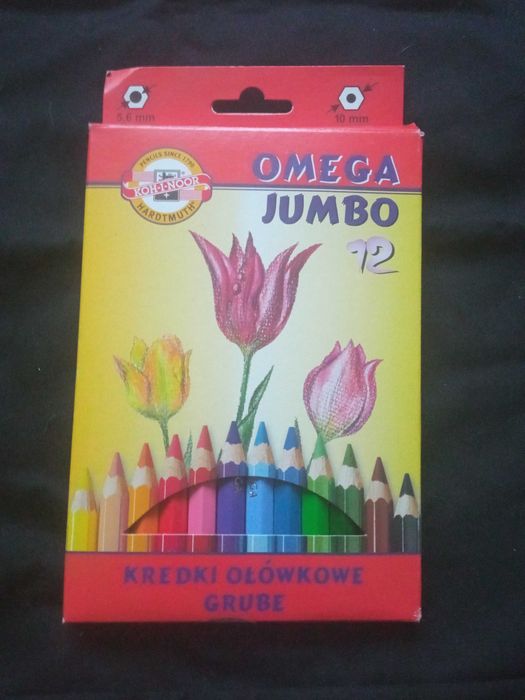 5.6 mm
10 mm
PENCILS SINCE 1790
KOH-I-NOOR
HARDTMUTH®
OMEGA
JUMBO
12
KREDKI OŁÓWKOWE
GRUBE